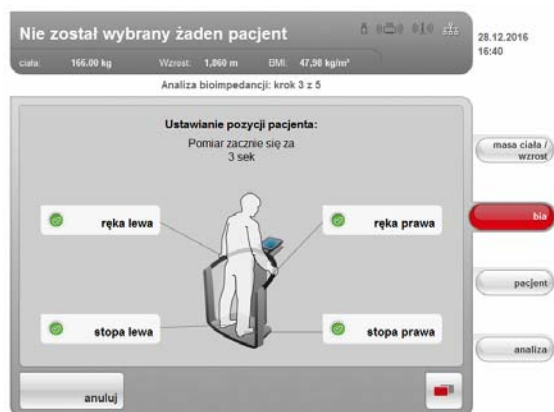 Nie został wybrany żaden pacjent
28.12.2016
16:40
ciała: 166.00 kg Wzrost: 1,860 m BMI: 47,98 kg/m²
Analiza bioimpedancji: krok 3 z 5
Ustawianie pozycji pacjenta:
Pomiar zacznie się za
3 sek
masa ciała /
wzrost
ręka lewa
ręka prawa
bia
pacjent
stopa lewa
stopa prawa
analiza
anuluj